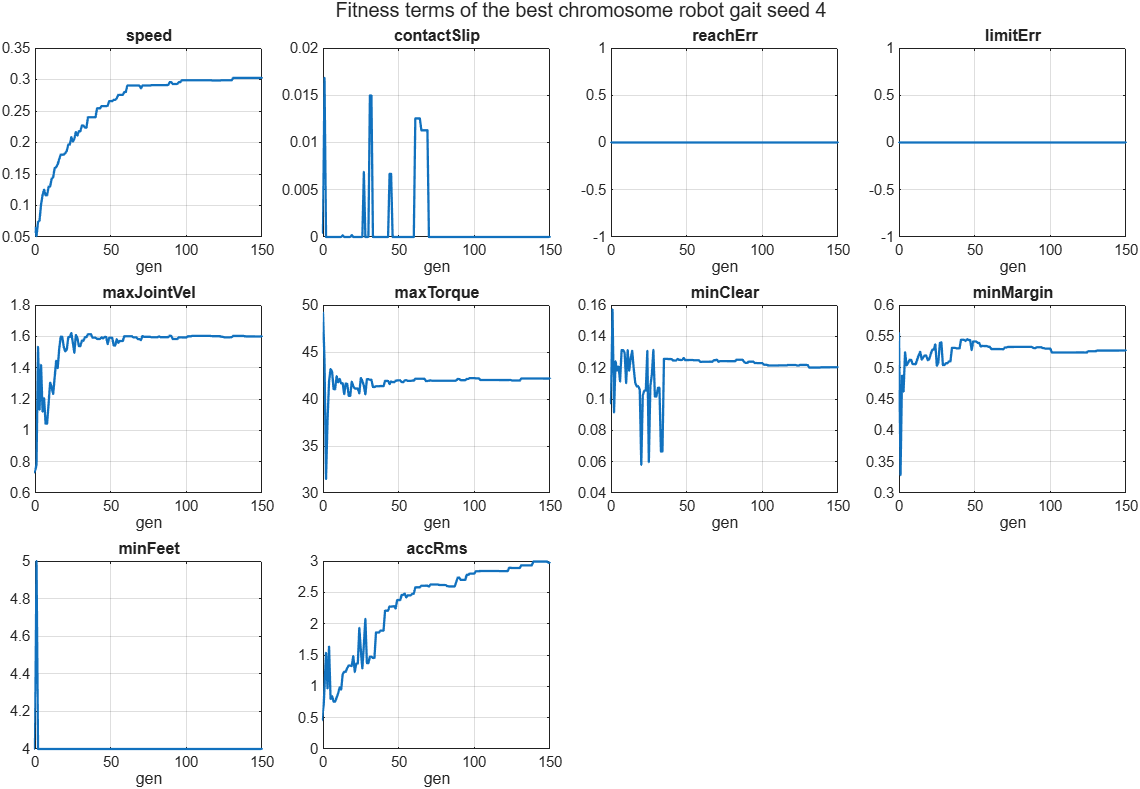 Fitness terms of the best chromosome robot gait seed 4
speed
0.35
0.3
0.25
0.2
0.15
0.1
0.05
0 50 100 150
gen
contactSlip
0.02
0.015
0.01
0.005
0
0 50 100 150
gen
reachErr
1
0.5
0
-0.5
-1
0 50 100 150
gen
limitErr
1
0.5
0
-0.5
-1
0 50 100 150
gen
maxJointVel
1.8
1.6
1.4
1.2
1
0.8
0.6
0 50 100 150
gen
maxTorque
50
45
40
35
30
0 50 100 150
gen
minClear
0.16
0.14
0.12
0.1
0.08
0.06
0.04
0 50 100 150
gen
minMargin
0.6
0.55
0.5
0.45
0.4
0.35
0.3
0 50 100 150
gen
minFeet
5
4.8
4.6
4.4
4.2
4
0 50 100 150
gen
accRms
3
2.5
2
1.5
1
0.5
0
0 50 100 150
gen